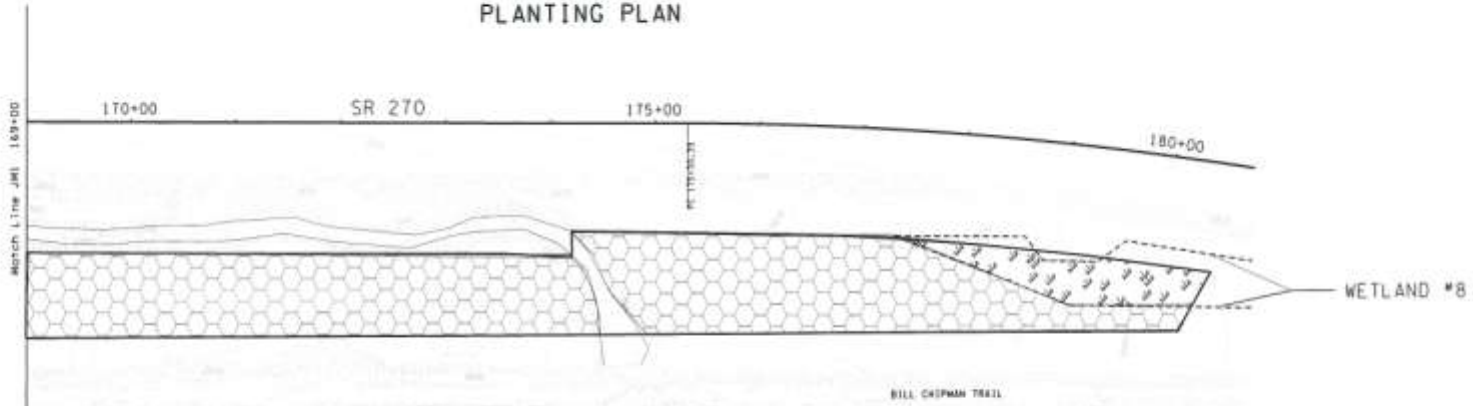 PLANTING PLAN
170+00
SR 270
175+00
180+00
Match Line JM1 169+00
WETLAND #8
BILL CHIPMAN TRAIL